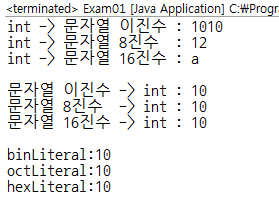 <terminated> Exam01 [Java Application] C:\Progra
int -> 문자열 이진수 : 1010
int -> 문자열 8진수  : 12
int -> 문자열 16진수 : a
문자열 이진수 -> int : 10
문자열 8진수  -> int : 10
문자열 16진수 -> int : 10
binLiteral:10
octLiteral:10
hexLiteral:10